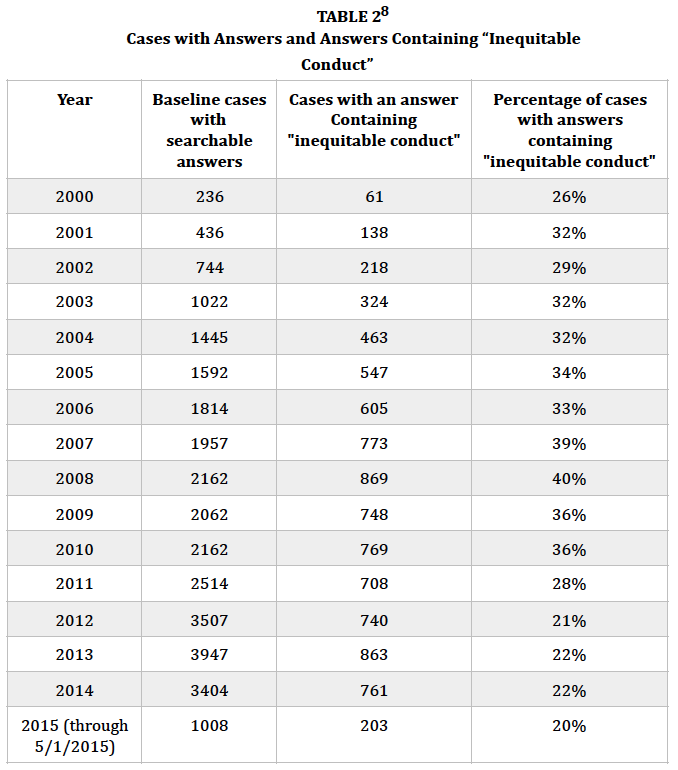 TABLE 2⁸
Cases with Answers and Answers Containing “Inequitable
Conduct”
Year
Baseline cases
with
searchable
answers
Cases with an answer
Containing
"inequitable conduct"
Percentage of cases
with answers
containing
"inequitable conduct"
2000 236 61 26%
2001 436 138 32%
2002 744 218 29%
2003 1022 324 32%
2004 1445 463 32%
2005 1592 547 34%
2006 1814 605 33%
2007 1957 773 39%
2008 2162 869 40%
2009 2062 748 36%
2010 2162 769 36%
2011 2514 708 28%
2012 3507 740 21%
2013 3947 863 22%
2014 3404 761 22%
2015 (through 1008 203 20%
5/1/2015)